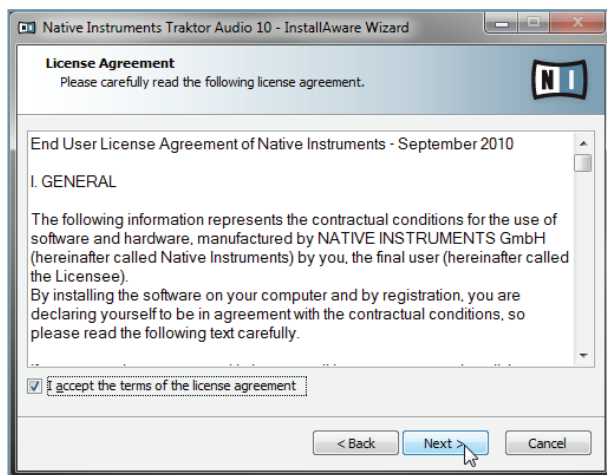 Native Instruments Traktor Audio 10 - InstallAware Wizard
License Agreement
Please carefully read the following license agreement.
N I
End User License Agreement of Native Instruments - September 2010
I. GENERAL
The following information represents the contractual conditions for the use of
software and hardware, manufactured by NATIVE INSTRUMENTS GmbH
(hereinafter called Native Instruments) by you, the final user (hereinafter called
the Licensee).
By installing the software on your computer and by registration, you are
declaring yourself to be in agreement with the contractual conditions, so
please read the following text carefully.
I accept the terms of the license agreement
< Back
Next >
Cancel